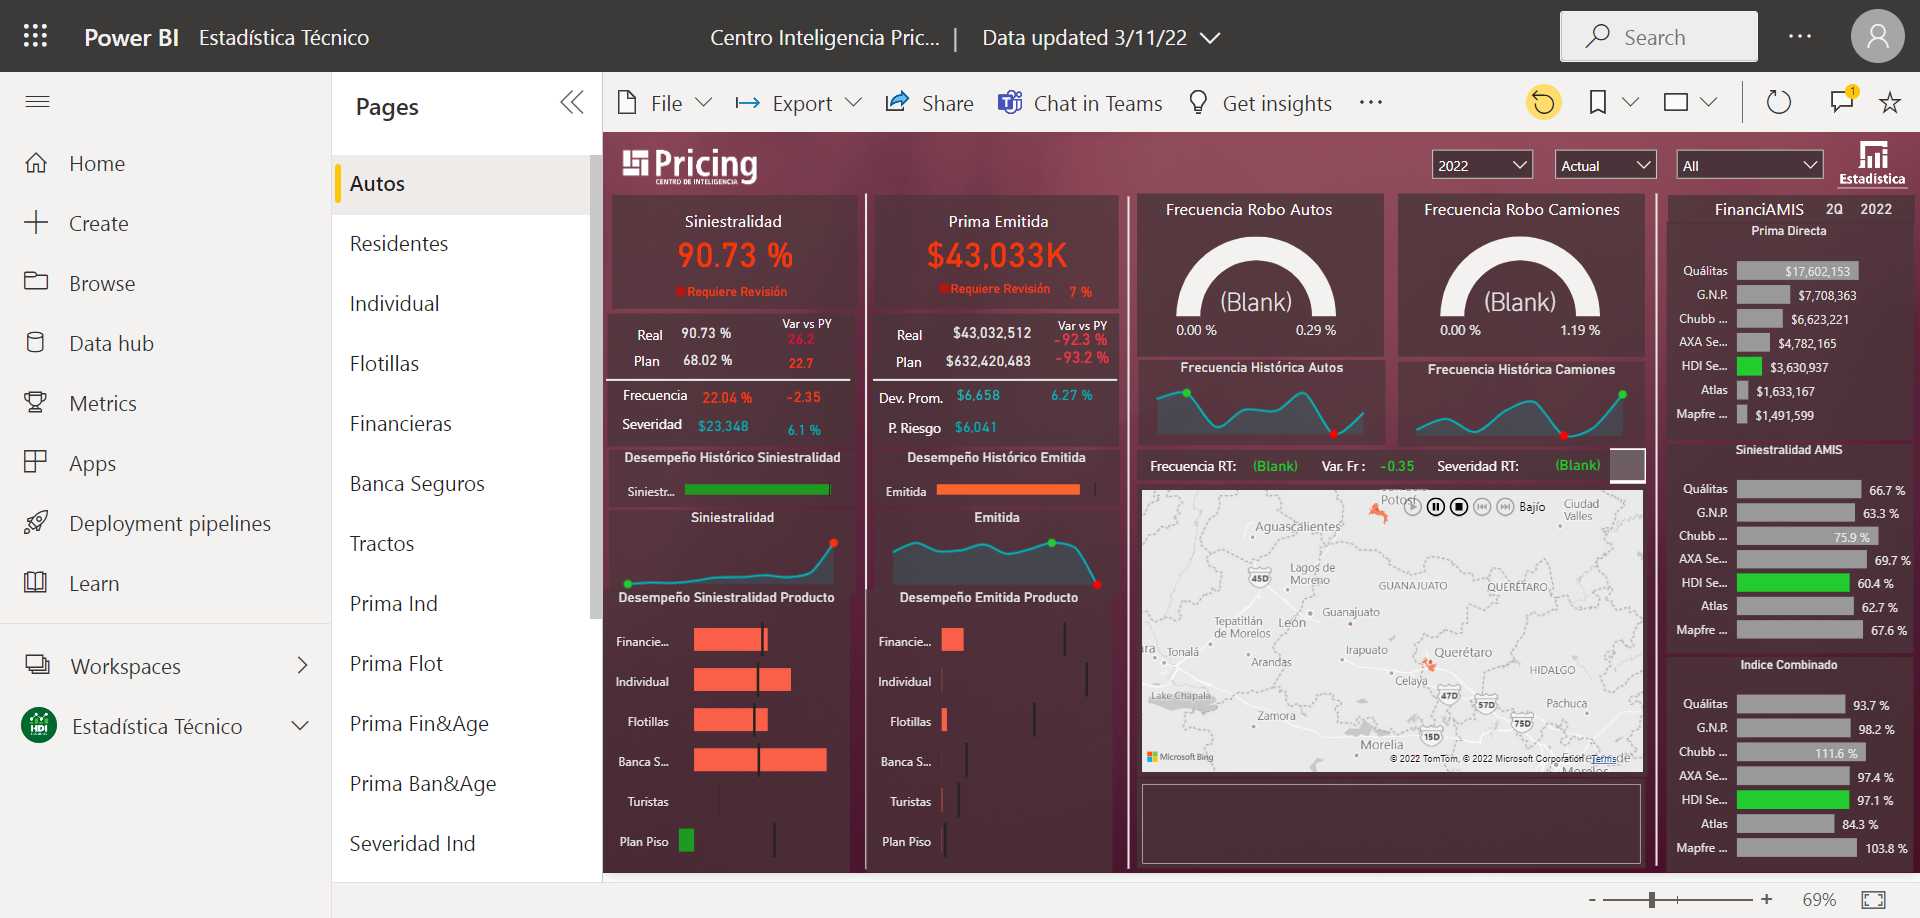 Power BI Estadística Técnico
Centro Inteligencia Pric... | Data updated 3/11/22
Search
Home
Create
Browse
Data hub
Metrics
Apps
Deployment pipelines
Learn
Workspaces
HDI
Estadística Técnico
Pages
Autos
Residentes
Individual
Flotillas
Financieras
Banca Seguros
Tractos
Prima Ind
Prima Flot
Prima Fin&Age
Prima Ban&Age
Severidad Ind
File Export Share Chat in Teams Get insights
1
Pricing
CENTRO DE INTELIGENCIA
2022 Actual All
Estadística
Siniestralidad
90.73 %
Requiere Revisión
Var vs PY
Real 90.73 % 26.2
Plan 68.02 % 22.7
Frecuencia 22.04 % -2.35
Severidad $23,348 6.1 %
Desempeño Histórico Siniestralidad
Siniestr...
Siniestralidad
Desempeño Siniestralidad Producto
Financie...
Individual
Flotillas
Banca S...
Turistas
Plan Piso
Prima Emitida
$43,033K
Requiere Revisión 7 %
Var vs PY
Real $43,032,512 -92.3 %
Plan $632,420,483 -93.2 %
Dev. Prom. $6,658 6.27 %
P. Riesgo $6,041
Desempeño Histórico Emitida
Emitida
Emitida
Desempeño Emitida Producto
Financie...
Individual
Flotillas
Banca S...
Turistas
Plan Piso
Frecuencia Robo Autos
(Blank)
0.00 % 0.29 %
Frecuencia Robo Camiones
(Blank)
0.00 % 1.19 %
Frecuencia Histórica Autos
Frecuencia Histórica Camiones
Frecuencia RT: (Blank) Var. Fr : -0.35 Severidad RT: (Blank)
Potosí
Bajío
Ciudad
Valles
Aguascalientes
Lagos de
Moreno
45D
GUANAJUATO
QUERÉTARO
Guanajuato
Tepatitlán
de Morelos
León
Tonalá
Arandas
Irapuato
Querétaro
HIDALGO
Celaya
Lake Chapala
47D
57D
Pachuca
Zamora
75D
15D
Morelia
Microsoft Bing
© 2022 TomTom, © 2022 Microsoft Corporation Terms
Morelos
FinanciAMIS 2Q 2022
Prima Directa
Quálitas $17,602,153
G.N.P. $7,708,363
Chubb ... $6,623,221
AXA Se... $4,782,165
HDI Se... $3,630,937
Atlas $1,633,167
Mapfre ... $1,491,599
Siniestralidad AMIS
Quálitas 66.7 %
G.N.P. 63.3 %
Chubb ... 75.9 %
AXA Se... 69.7 %
HDI Se... 60.4 %
Atlas 62.7 %
Mapfre ... 67.6 %
Indice Combinado
Quálitas 93.7 %
G.N.P. 98.2 %
Chubb ... 111.6 %
AXA Se... 97.4 %
HDI Se... 97.1 %
Atlas 84.3 %
Mapfre ... 103.8 %
- + 69%